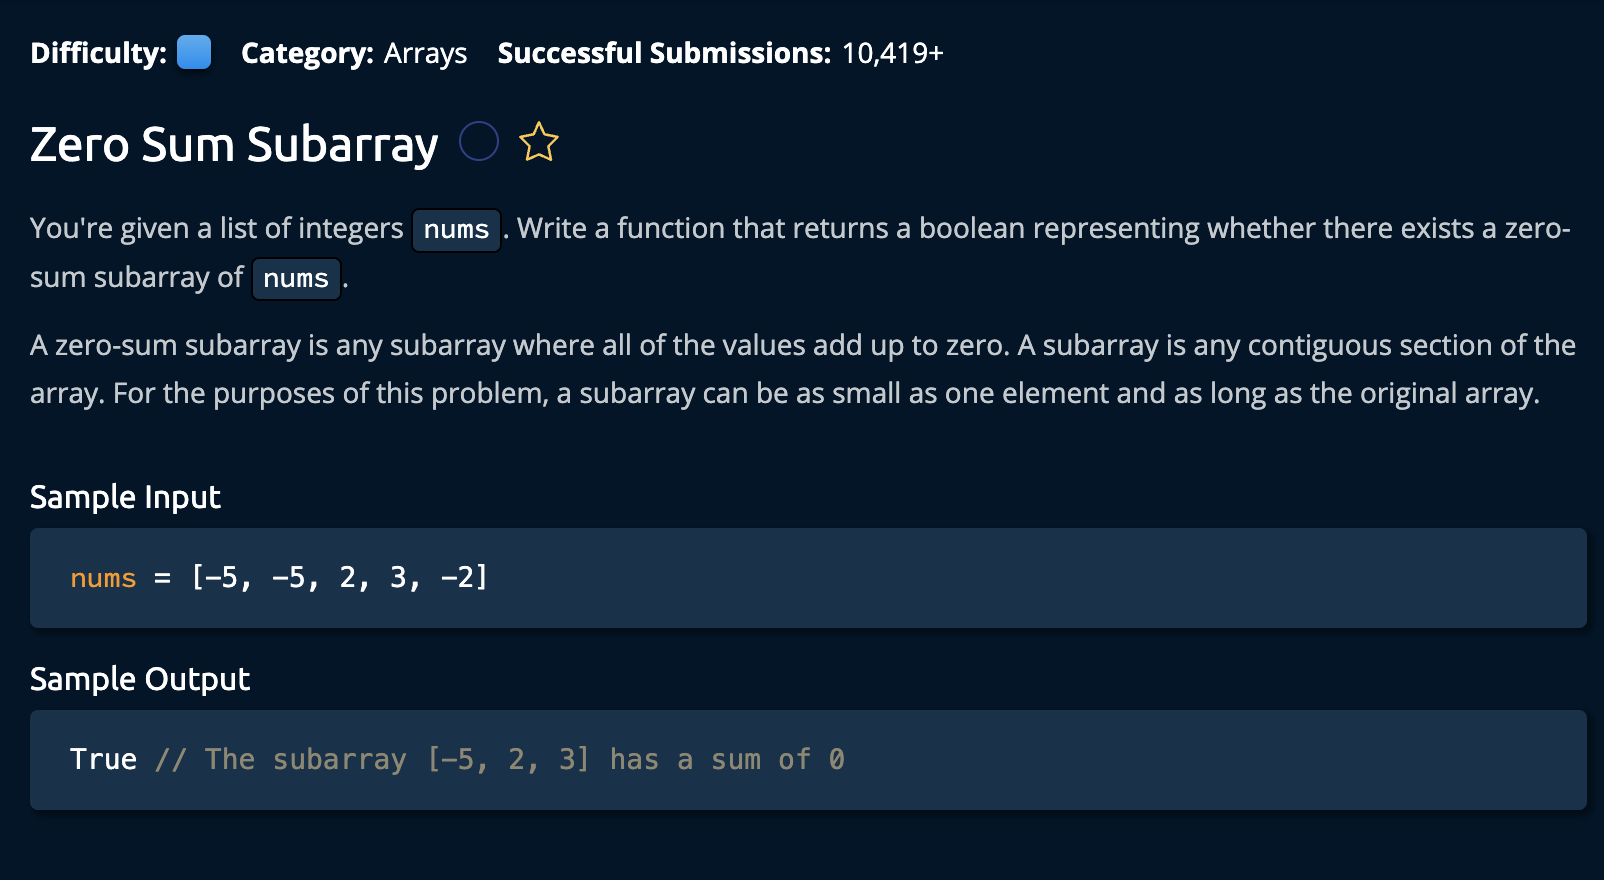 Difficulty: Category: Arrays Successful Submissions: 10,419+
Zero Sum Subarray
You're given a list of integers nums . Write a function that returns a boolean representing whether there exists a zero-
sum subarray of nums .
A zero-sum subarray is any subarray where all of the values add up to zero. A subarray is any contiguous section of the
array. For the purposes of this problem, a subarray can be as small as one element and as long as the original array.
Sample Input
nums = [-5, -5, 2, 3, -2]
Sample Output
True // The subarray [-5, 2, 3] has a sum of 0